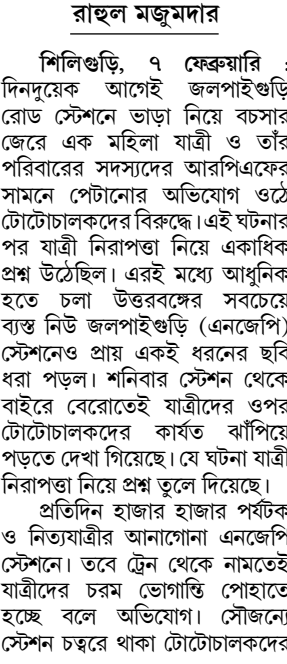 রাহুল মজুমদার
শিলিগুড়ি, ৭ ফেব্রুয়ারি :
দিনদুয়েক আগেই জলপাইগুড়ি
রোড স্টেশনে ভাড়া নিয়ে বচসার
জেরে এক মহিলা যাত্রী ও তাঁর
পরিবারের সদস্যদের আরপিএফের
সামনে পেটানোর অভিযোগ ওঠে
টোটোচালকদের বিরুদ্ধে। এই ঘটনার
পর যাত্রী নিরাপত্তা নিয়ে একাধিক
প্রশ্ন উঠেছিল। এরই মধ্যে আধুনিক
হতে চলা উত্তরবঙ্গের সবচেয়ে
ব্যস্ত নিউ জলপাইগুড়ি (এনজেপি)
স্টেশনেও প্রায় একই ধরনের ছবি
ধরা পড়ল। শনিবার স্টেশন থেকে
বাইরে বেরোতেই যাত্রীদের ওপর
টোটোচালকদের কার্যত ঝাঁপিয়ে
পড়তে দেখা গিয়েছে। যে ঘটনা যাত্রী
নিরাপত্তা নিয়ে প্রশ্ন তুলে দিয়েছে।
প্রতিদিন হাজার হাজার পর্যটক
ও নিত্যযাত্রীর আনাগোনা এনজেপি
স্টেশনে। তবে ট্রেন থেকে নামতেই
যাত্রীদের চরম ভোগান্তি পোহাতে
হচ্ছে বলে অভিযোগ। সৌজন্যে
স্টেশন চত্বরে থাকা টোটোচালকদের